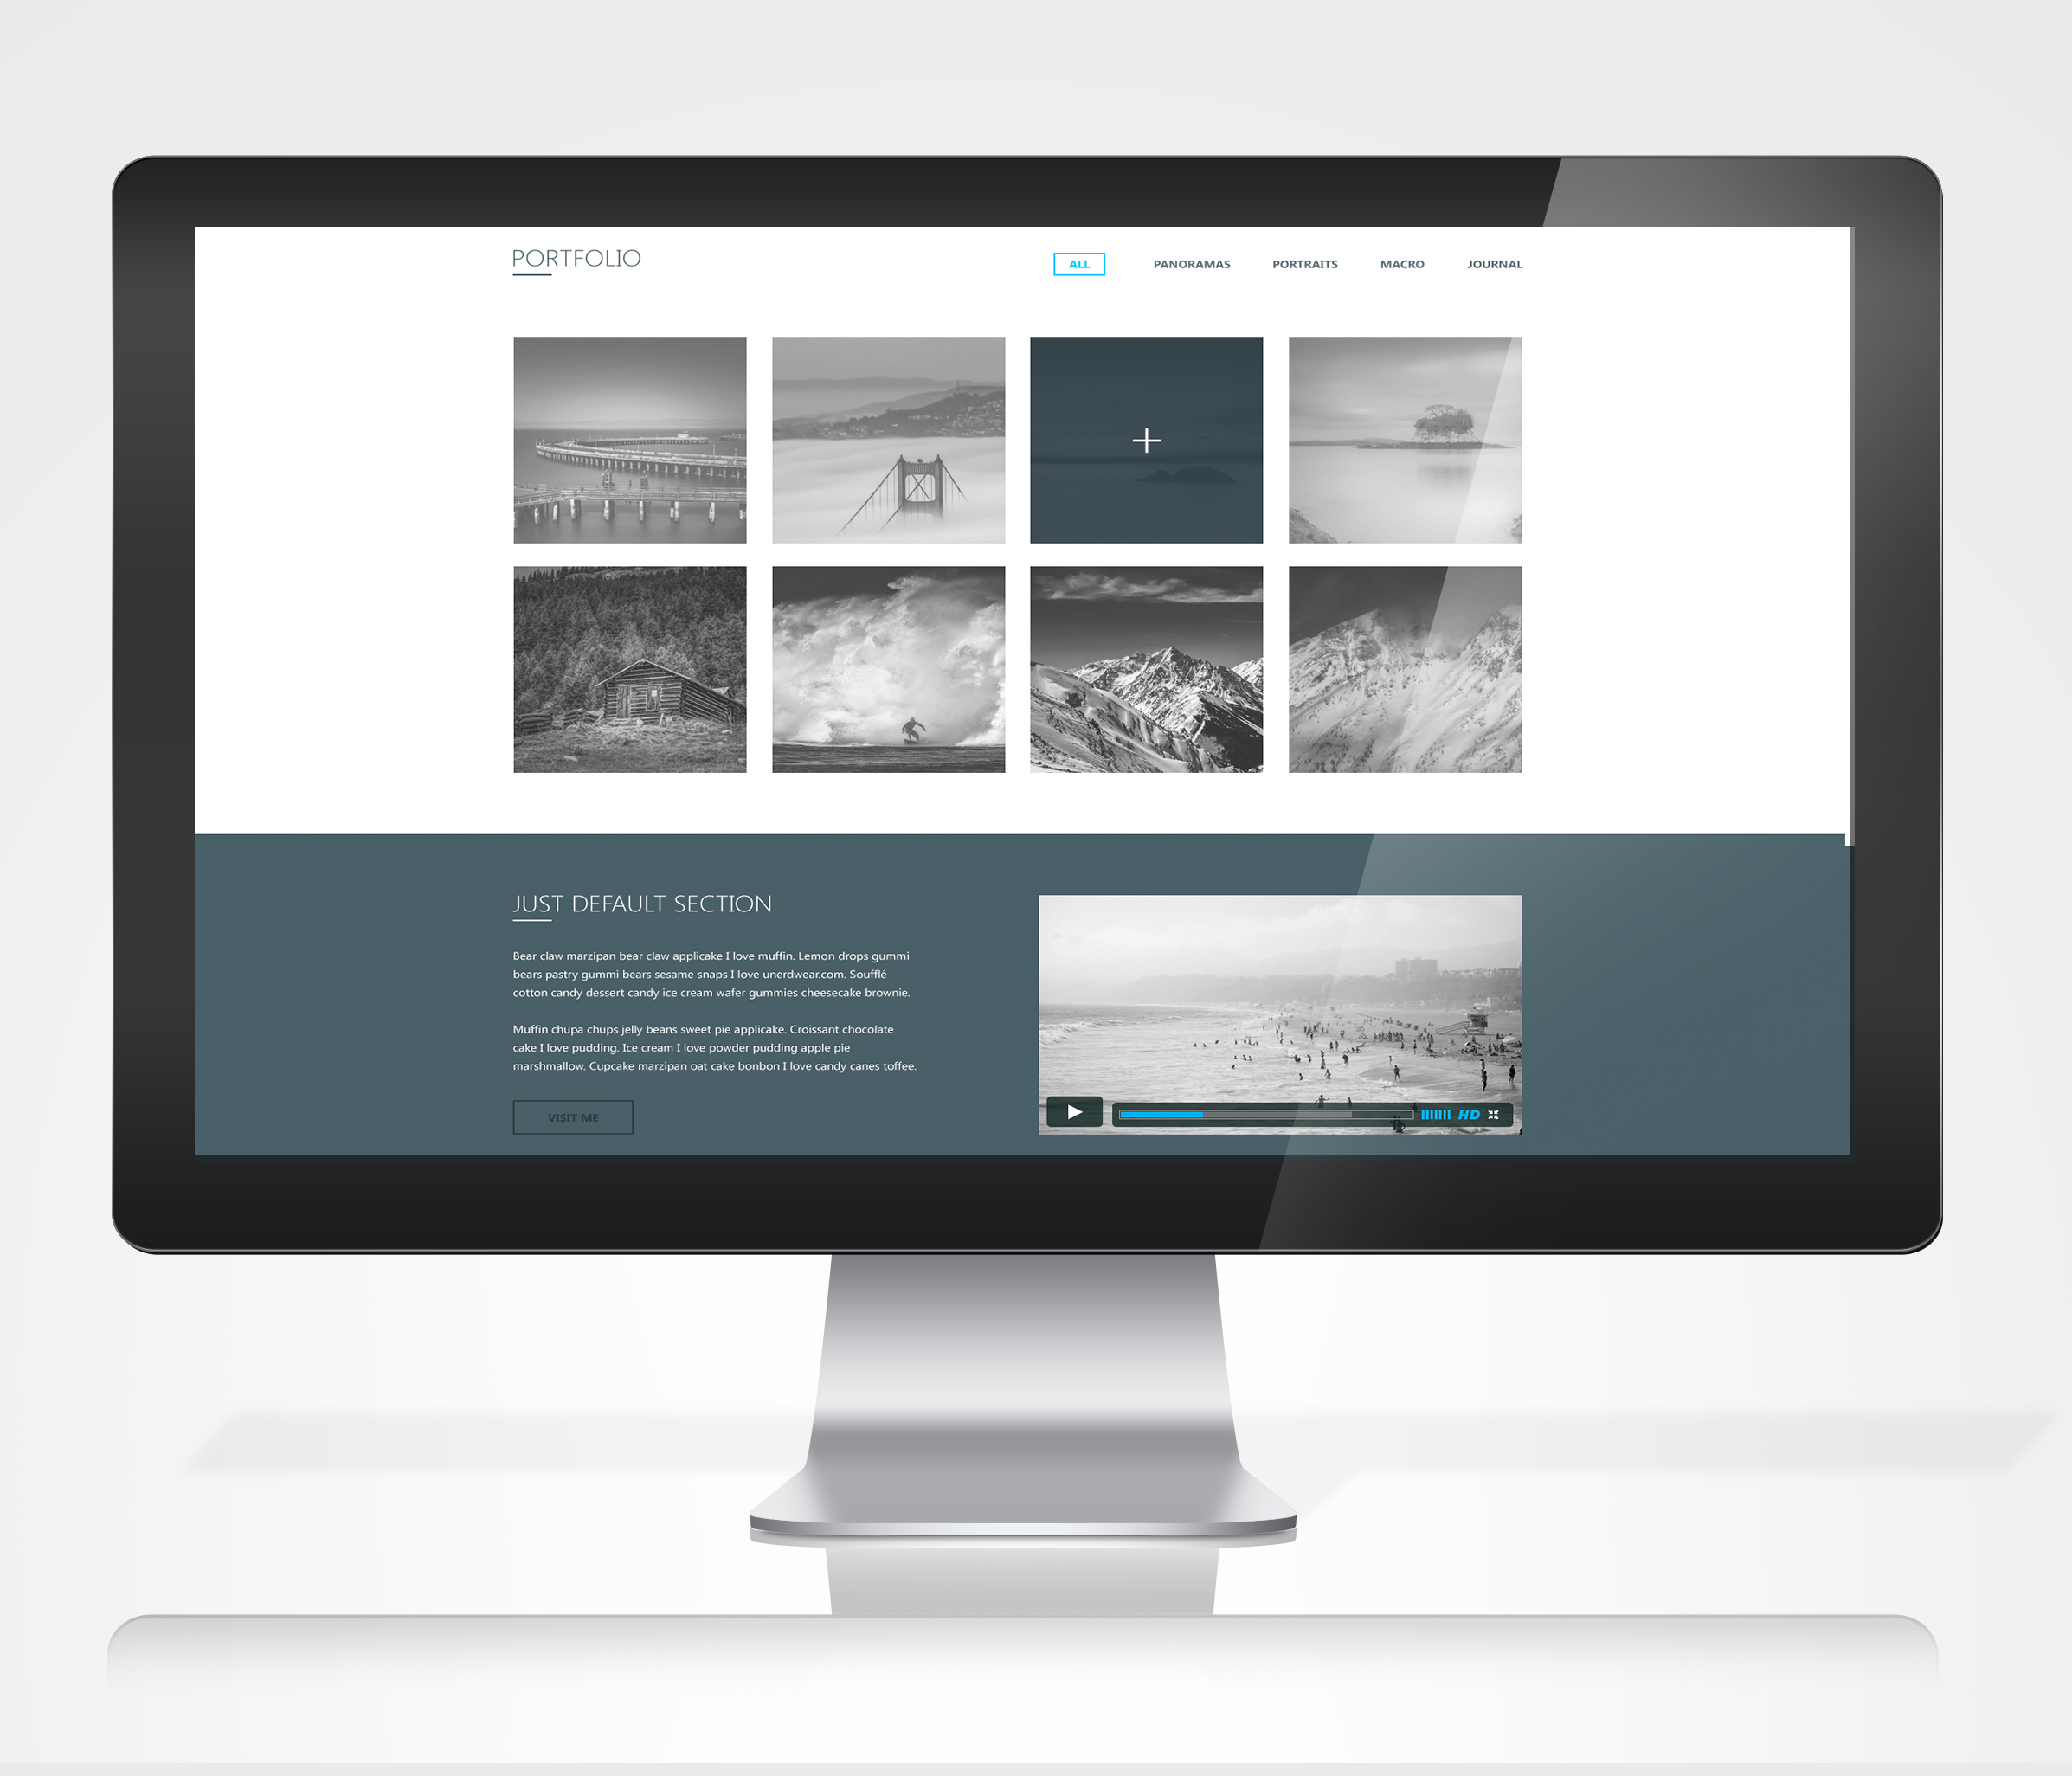 PORTFOLIO
ALL PANORAMAS PORTRAITS MACRO JOURNAL
JUST DEFAULT SECTION
Bear claw marzipan bear claw applicake I love muffin. Lemon drops gummi
bears pastry gummi bears sesame snaps I love unerdwear.com. Soufflé
cotton candy dessert candy ice cream wafer gummies cheesecake brownie.
Muffin chupa chups jelly beans sweet pie applicake. Croissant chocolate
cake I love pudding. Ice cream I love powder pudding apple pie
marshmallow. Cupcake marzipan oat cake bonbon I love candy canes toffee.
VISIT ME
HD